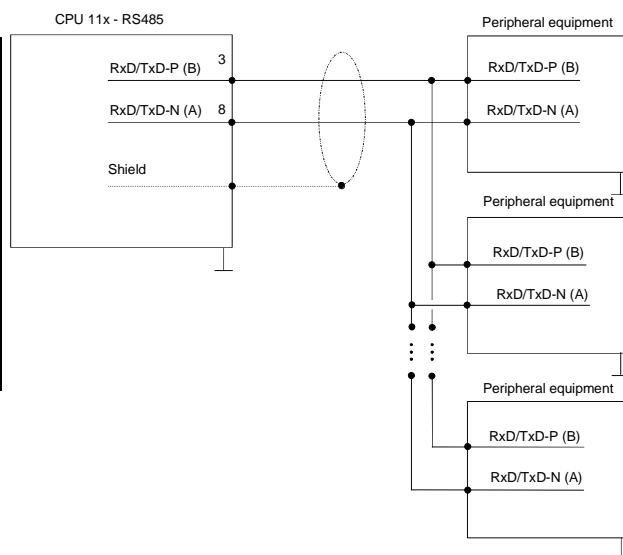 CPU 11x - RS485
RxD/TxD-P (B) 3
RxD/TxD-N (A) 8
Shield
Peripheral equipment
RxD/TxD-P (B)
RxD/TxD-N (A)
Peripheral equipment
RxD/TxD-P (B)
RxD/TxD-N (A)
Peripheral equipment
RxD/TxD-P (B)
RxD/TxD-N (A)